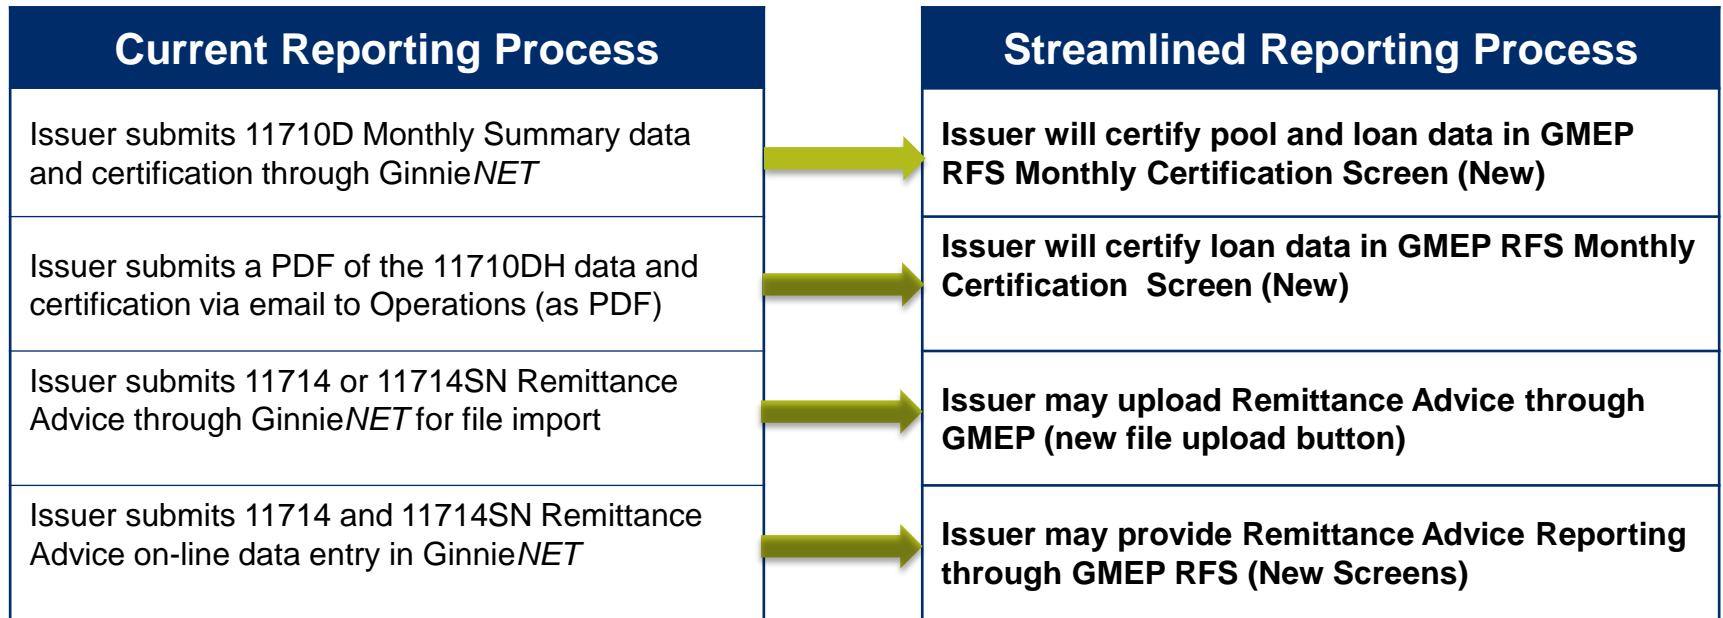 Current Reporting Process
Streamlined Reporting Process
Issuer submits 11710D Monthly Summary data
and certification through GinnieNET
Issuer will certify pool and loan data in GMEP
RFS Monthly Certification Screen (New)
Issuer submits a PDF of the 11710DH data and
certification via email to Operations (as PDF)
Issuer will certify loan data in GMEP RFS Monthly
Certification Screen (New)
Issuer submits 11714 or 11714SN Remittance
Advice through GinnieNET for file import
Issuer may upload Remittance Advice through
GMEP (new file upload button)
Issuer submits 11714 and 11714SN Remittance
Advice on-line data entry in GinnieNET
Issuer may provide Remittance Advice Reporting
through GMEP RFS (New Screens)